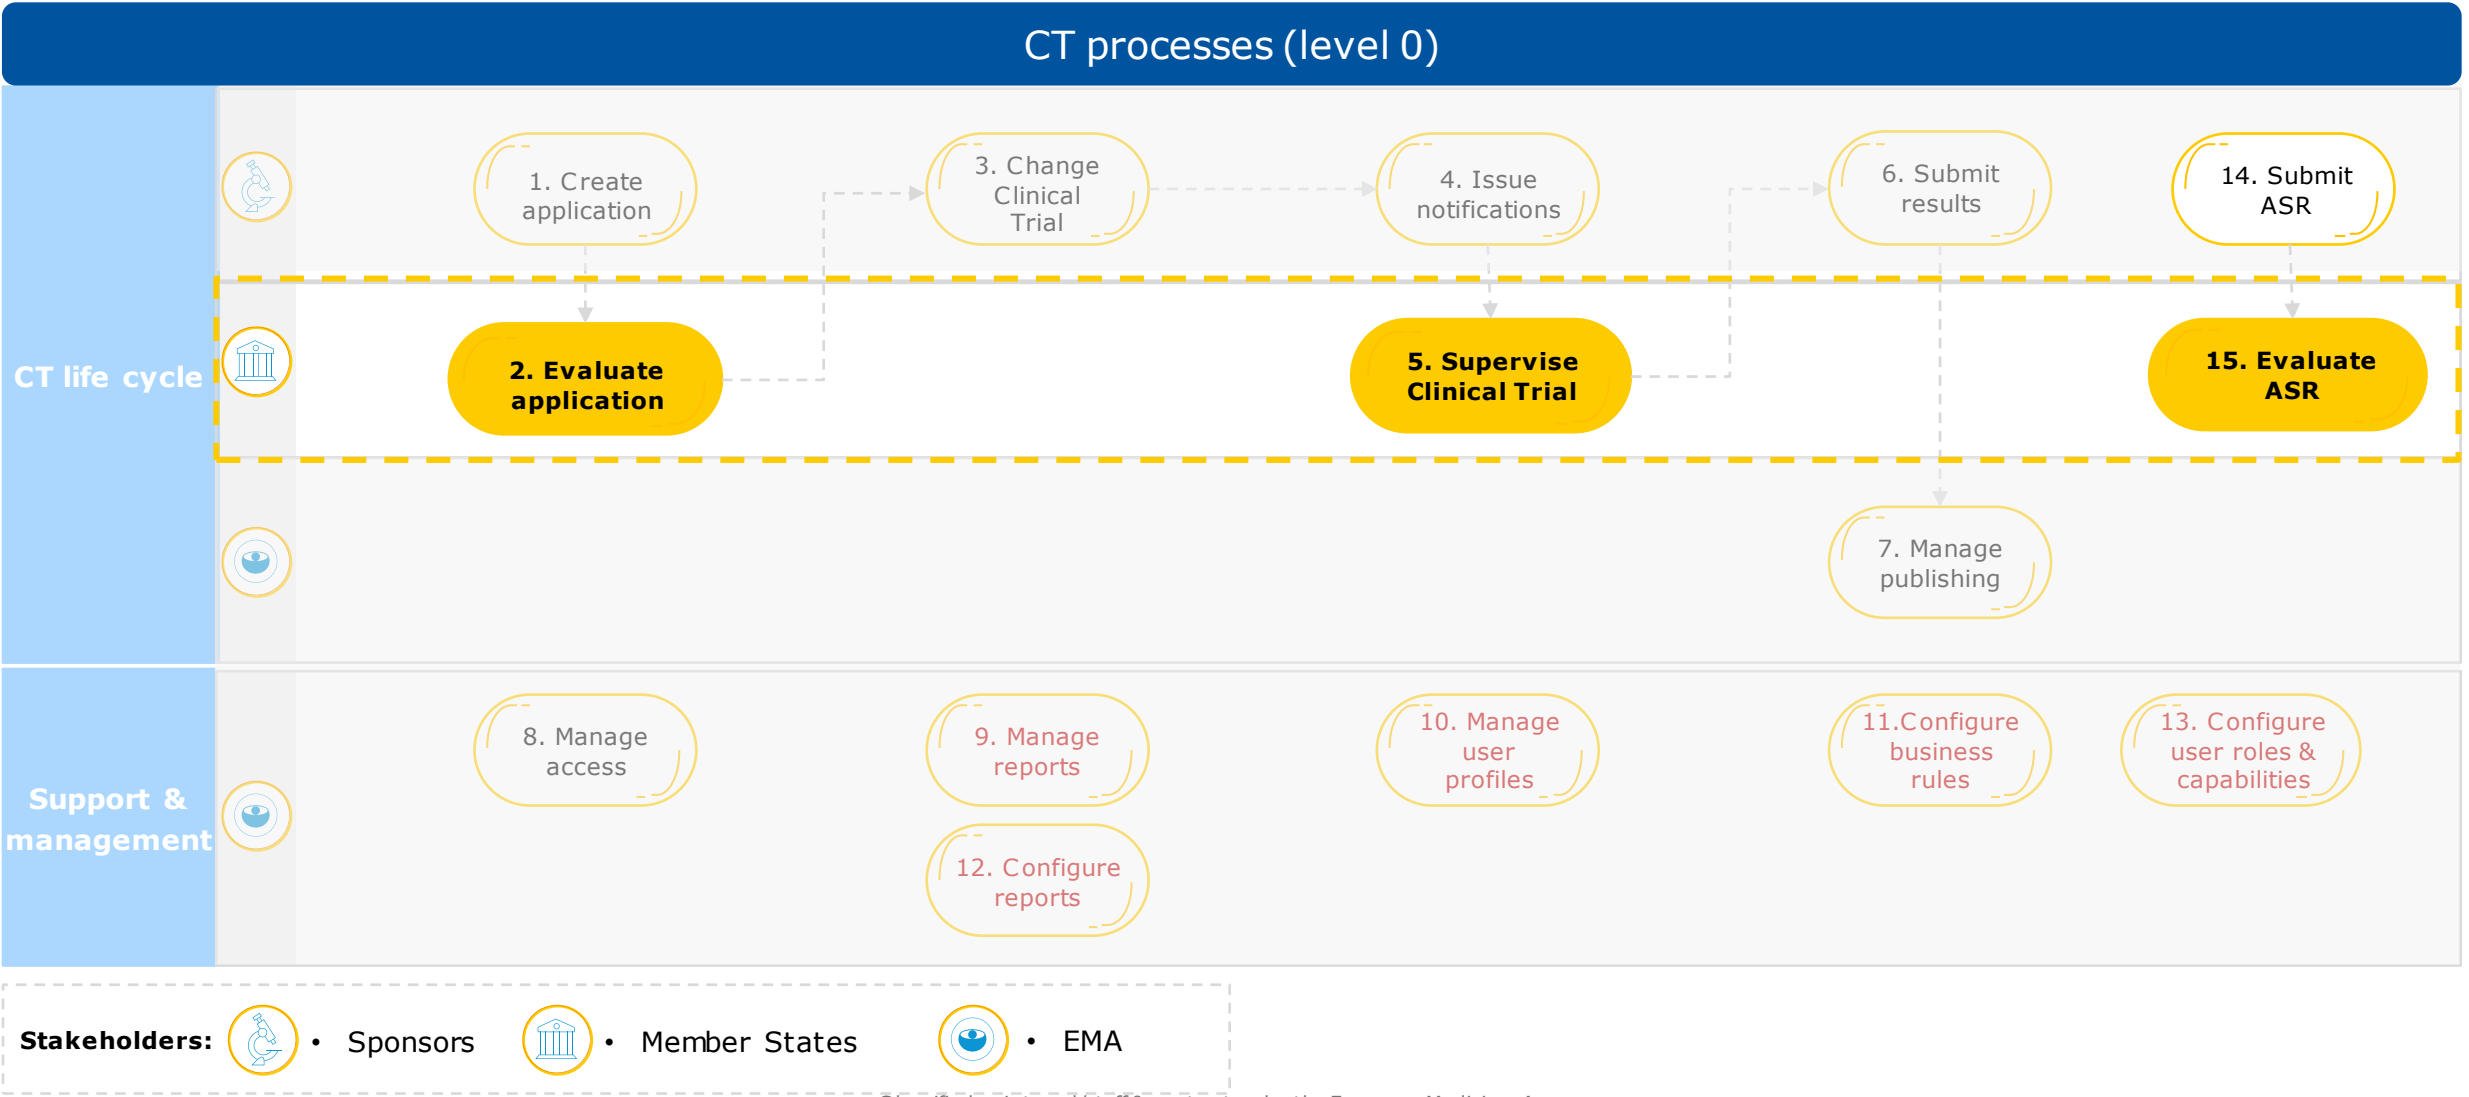 CT processes (level 0)
1. Create
application
3. Change
Clinical
Trial
4. Issue
notifications
6. Submit
results
14. Submit
ASR
CT life cycle
2. Evaluate
application
5. Supervise
Clinical Trial
15. Evaluate
ASR
7. Manage
publishing
Support &
management
8. Manage
access
9. Manage
reports
10. Manage
user
profiles
11.Configure
business
rules
13. Configure
user roles &
capabilities
12. Configure
reports
Stakeholders:
• Sponsors
• Member States
• EMA